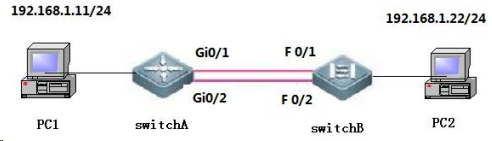 192.168.1.11/24
192.168.1.22/24
Gi0/1
F 0/1
Gi0/2
F 0/2
PC1
switchA
switchB
PC2